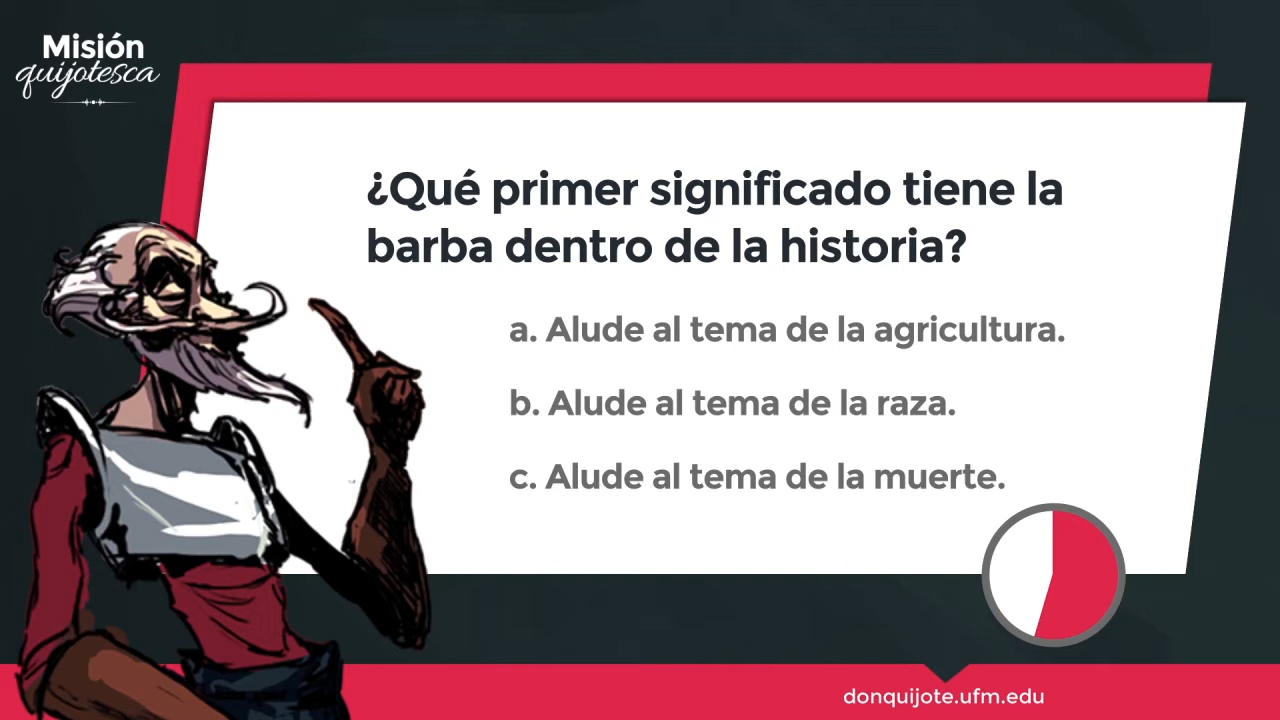 Misión
quijotesca
¿Qué primer significado tiene la
barba dentro de la historia?
a. Alude al tema de la agricultura.
b. Alude al tema de la raza.
c. Alude al tema de la muerte.
donquijote.ufm.edu